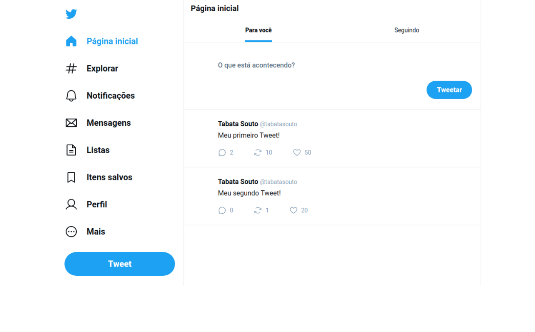 Página inicial
Explorar
Notificações
Mensagens
Listas
Itens salvos
Perfil
Mais
Tweet
Página inicial
Para você Seguindo
O que está acontecendo?
Tweetar
Tabata Souto @tabatasouto
Meu primeiro Tweet!
2 10 50
Tabata Souto @tabatasouto
Meu segundo Tweet!
0 1 20